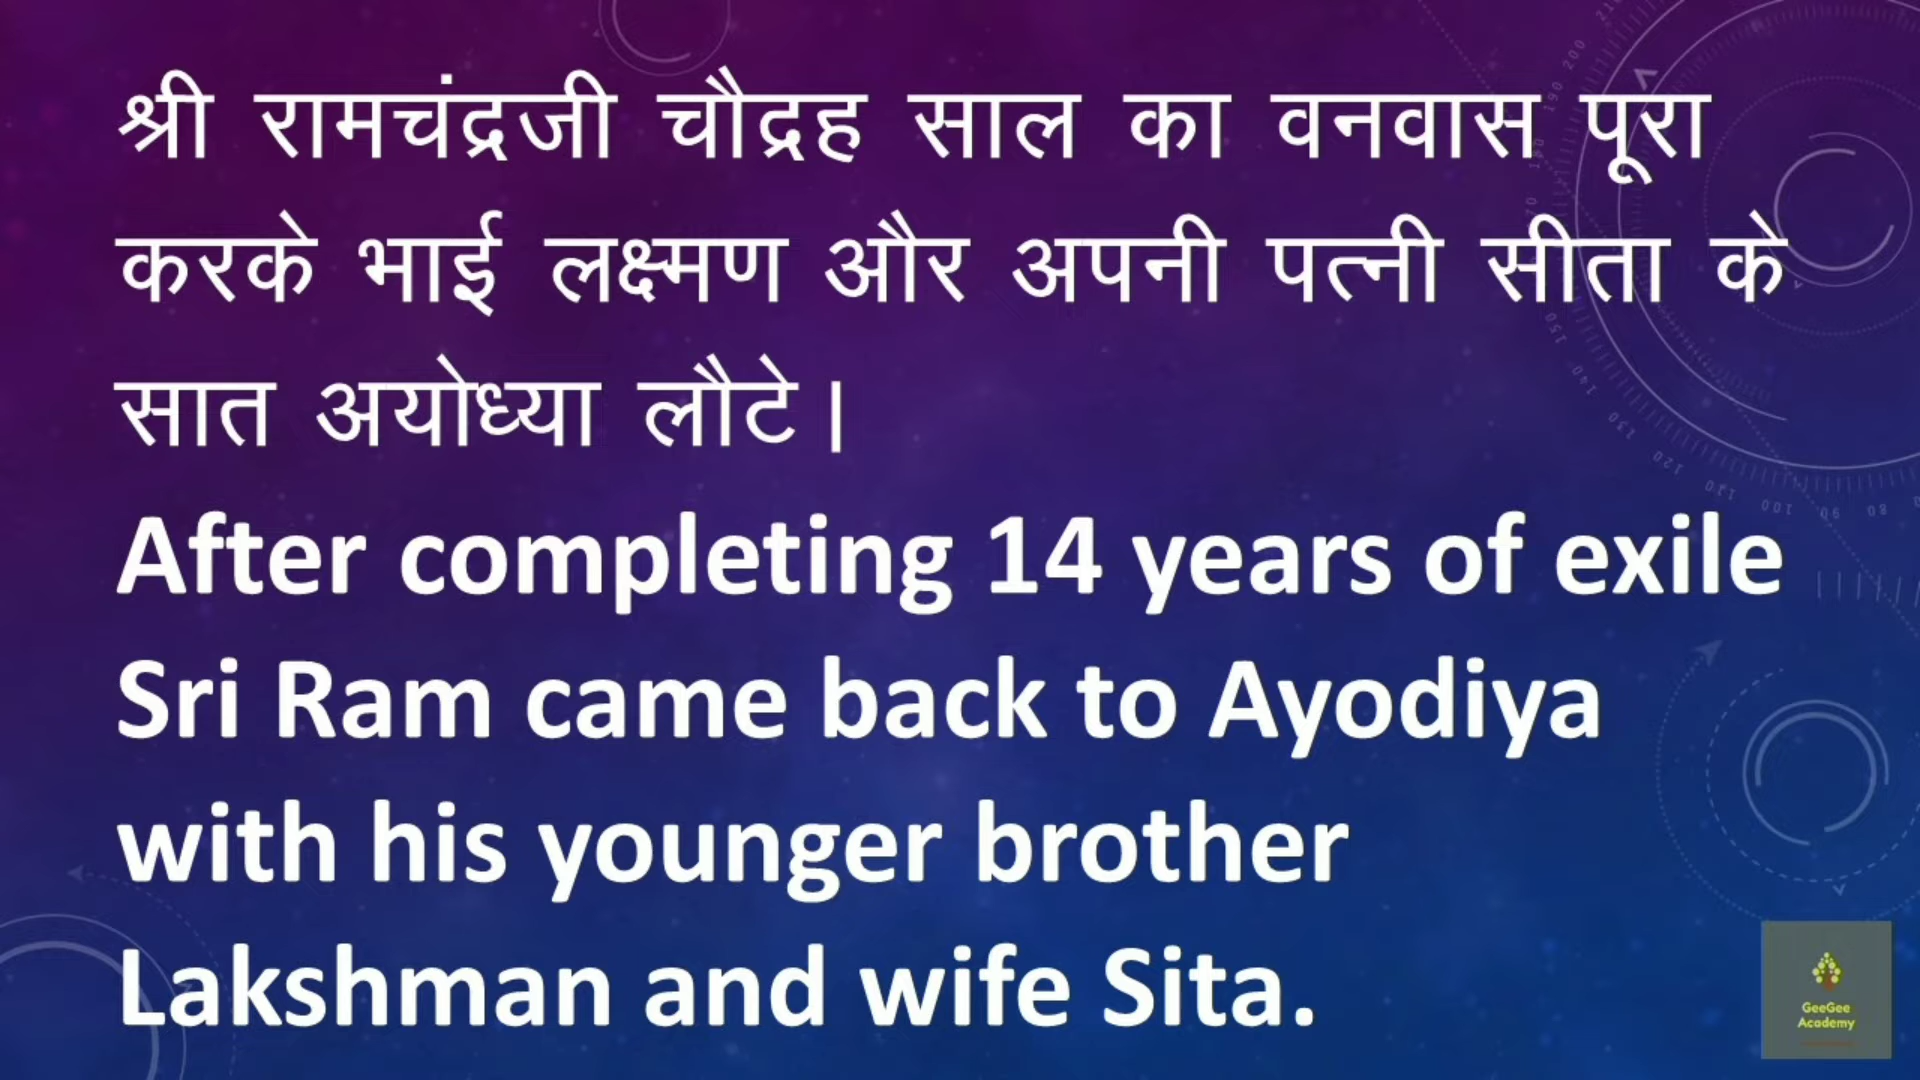 श्री रामचंद्रजी चौद्रह साल का वनवास पूरा
करके भाई लक्ष्मण और अपनी पत्नी सीता के
सात अयोध्या लौटे।
After completing 14 years of exile
Sri Ram came back to Ayodiya
with his younger brother
Lakshman and wife Sita.
GeeGee
Academy